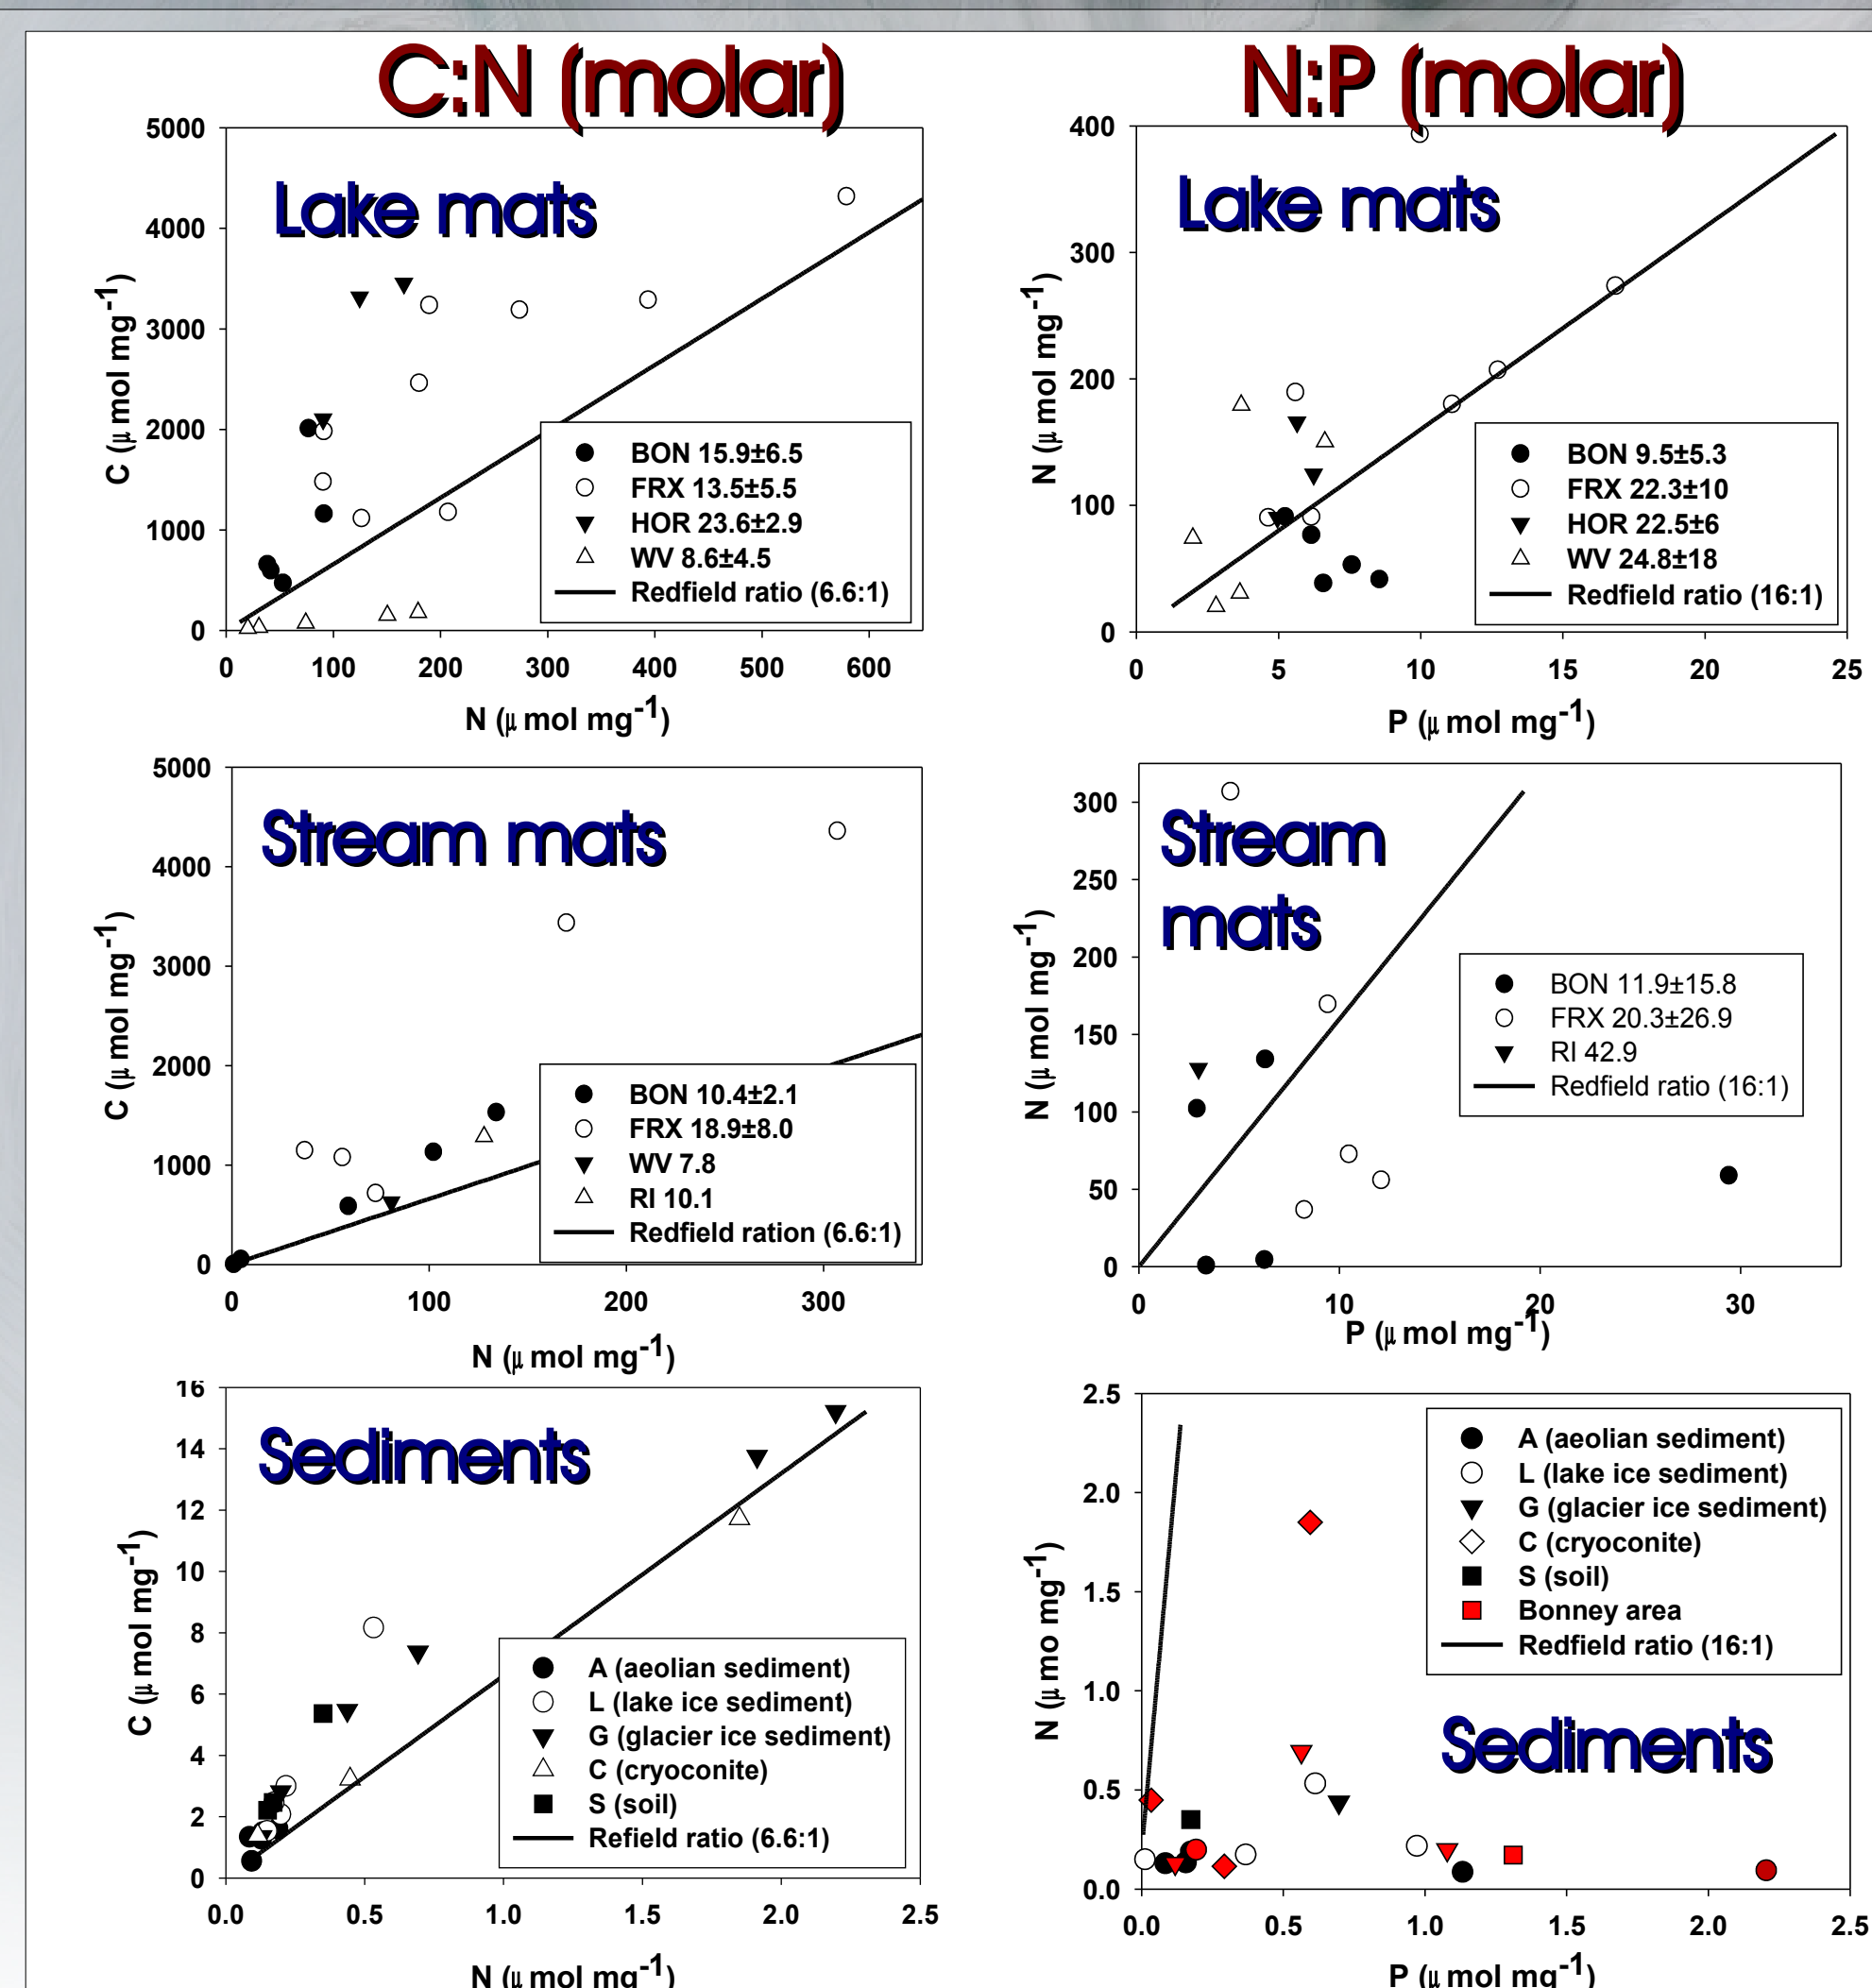 C:N (molar)
5000
4000
3000
2000
1000
0
C (μ mol mg-1)
Lake mats
BON 15.9±6.5
FRX 13.5±5.5
HOR 23.6±2.9
WV 8.6±4.5
Redfield ratio (6.6:1)
0 100 200 300 400 500 600
N (μ mol mg-1)
N:P (molar)
400
300
200
100
0
N (μ mol mg-1)
Lake mats
BON 9.5±5.3
FRX 22.3±10
HOR 22.5±6
WV 24.8±18
Redfield ratio (16:1)
0 5 10 15 20 25
P (μ mol mg-1)
5000
4000
3000
2000
1000
0
C (μ mol mg-1)
Stream mats
BON 10.4±2.1
FRX 18.9±8.0
WV 7.8
RI 10.1
Redfield ration (6.6:1)
0 100 200 300
N (μ mol mg-1)
300
250
200
150
100
50
0
N (μ mol mg-1)
Stream
mats
BON 11.9±15.8
FRX 20.3±26.9
RI 42.9
Redfield ratio (16:1)
0 10 20 30
P (μ mol mg-1)
16
14
12
10
8
6
4
2
0
C (μ mol mg-1)
Sediments
A (aeolian sediment)
L (lake ice sediment)
G (glacier ice sediment)
C (cryoconite)
S (soil)
Refield ratio (6.6:1)
0.0 0.5 1.0 1.5 2.0 2.5
N (μ mol mg-1)
2.5
2.0
1.5
1.0
0.5
0.0
N (μ mo mg-1)
A (aeolian sediment)
L (lake ice sediment)
G (glacier ice sediment)
C (cryoconite)
S (soil)
Bonney area
Redfield ratio (16:1)
Sediments
0.0 0.5 1.0 1.5 2.0 2.5
P (μ mol mg-1)